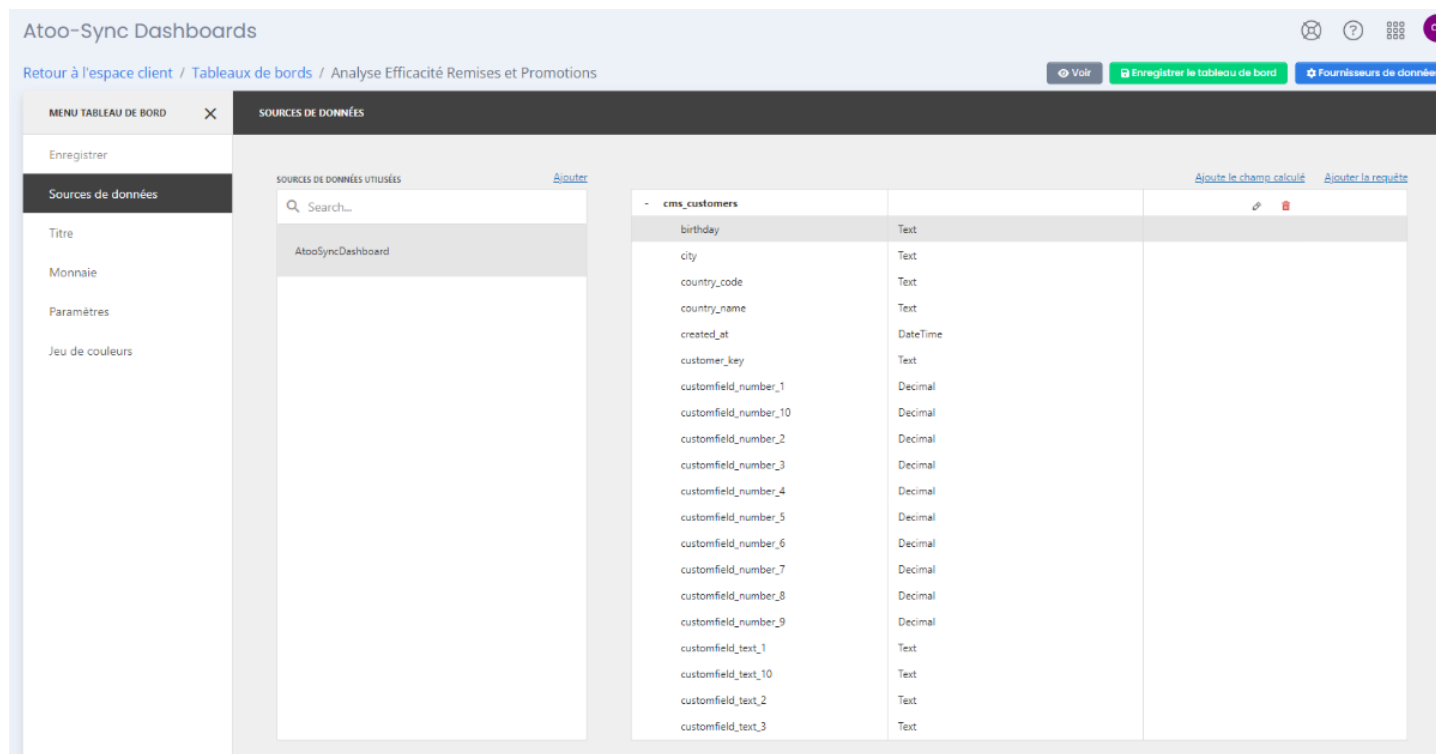 Atoo-Sync Dashboards
Retour à l'espace client / Tableaux de bords / Analyse Efficacité Remises et Promotions
Voir
Enregistrer le tableau de bord
Fournisseurs de données
MENU TABLEAU DE BORD
SOURCES DE DONNÉES
Enregistrer
Sources de données
Titre
Monnaie
Paramètres
Jeu de couleurs
SOURCES DE DONNÉES UTILISÉES
Ajouter
Search...
AtooSyncDashboard
Ajoute le champ calculé
Ajouter la requête
- cms_customers
birthday Text
city Text
country_code Text
country_name Text
created_at DateTime
customer_key Text
customfield_number_1 Decimal
customfield_number_10 Decimal
customfield_number_2 Decimal
customfield_number_3 Decimal
customfield_number_4 Decimal
customfield_number_5 Decimal
customfield_number_6 Decimal
customfield_number_7 Decimal
customfield_number_8 Decimal
customfield_number_9 Decimal
customfield_text_1 Text
customfield_text_10 Text
customfield_text_2 Text
customfield_text_3 Text